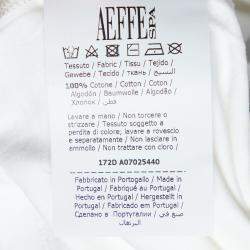 AEFFE SPA
Tessuto / Fabric / Tissu / Tejido /
Gewebe / Tecido / ткань / النسيج
100% Cotone / Cotton / Coton /
Algodón / Baumwolle / Algodão /
Хлопок / قطن
Lavare a mano / Non torcere o
strizzare / Tessuto soggetto a
perdita di colore; lavare a rovescio
e separatamente / Non lasciare in
ammollo / Non trattare con cloro /
172D A07025440
Fabbricato in Portogallo / Made in
Portugal / Fabriqué au Portugal /
Hecho en Portugal / Hergestellt in
Portugal / Fabricado em Portugal /
Сделано в Португалии / صنع في
البرتغال